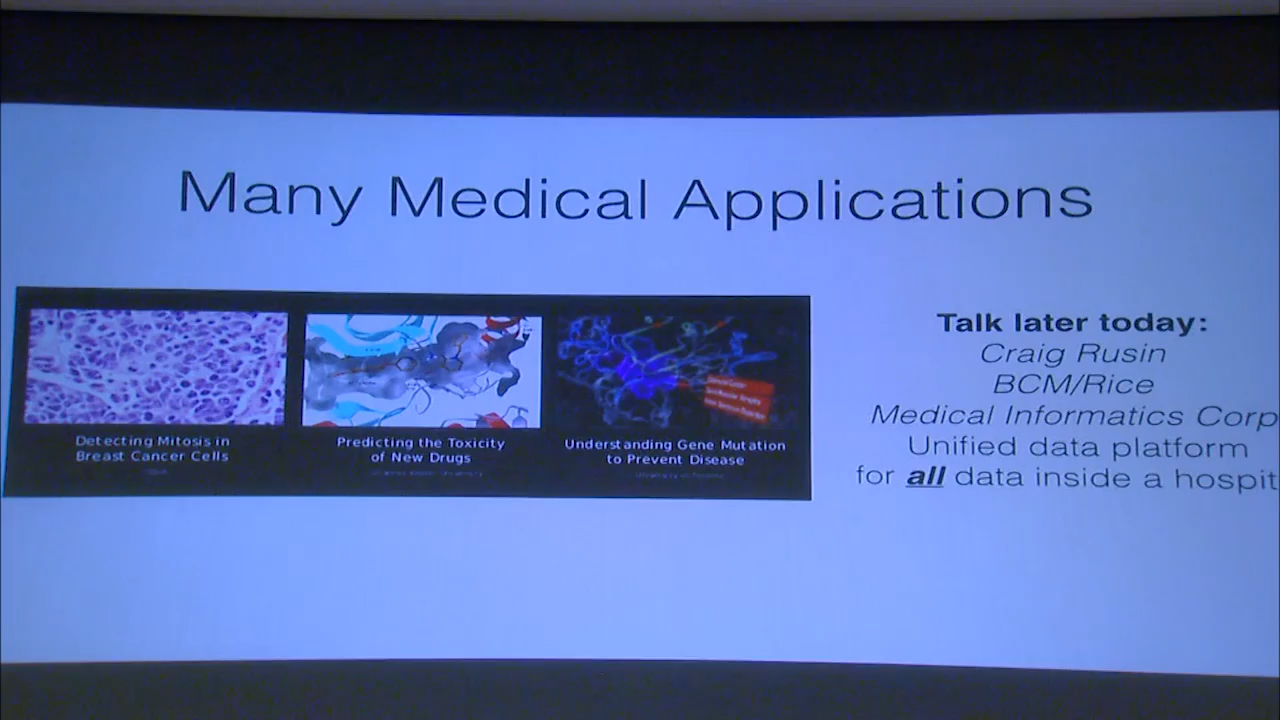 Many Medical Applications
Detecting Mitosis in
Breast Cancer Cells
Predicting the Toxicity
of New Drugs
Understanding Gene Mutation
to Prevent Disease
Talk later today:
Craig Rusin
BCM/Rice
Medical Informatics Corp
Unified data platform
for all data inside a hospit